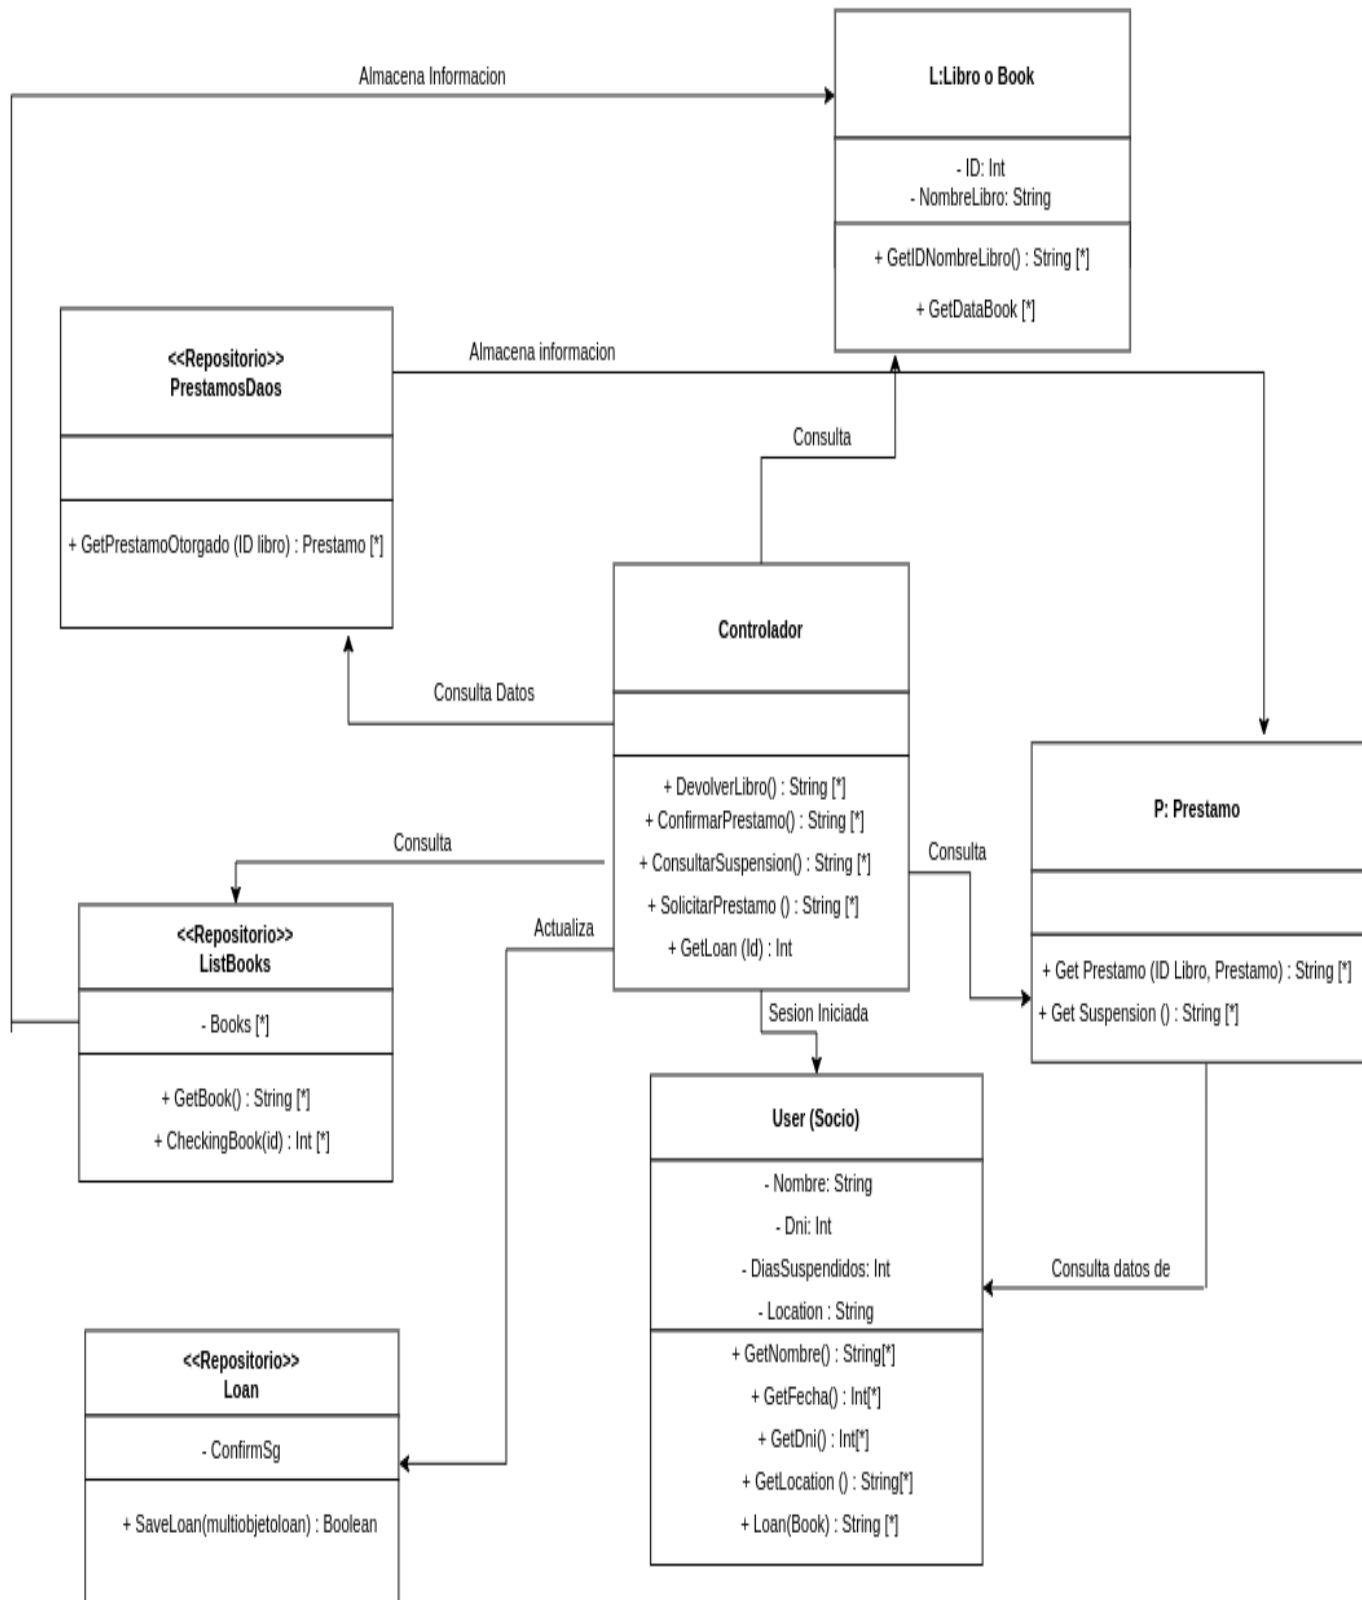 Almacena Informacion
L:Libro o Book
- ID: Int
- NombreLibro: String
+ GetIDNombreLibro() : String [*]
+ GetDataBook [*]
<<Repositorio>>
PrestamosDaos
+ GetPrestamoOtorgado (ID libro) : Prestamo [*]
Almacena informacion
Consulta
Controlador
+ DevolverLibro() : String [*]
+ ConfirmarPrestamo() : String [*]
+ ConsultarSuspension() : String [*]
+ SolicitarPrestamo () : String [*]
+ GetLoan (Id) : Int
Consulta Datos
Consulta
Actualiza
Consulta
Sesion Iniciada
P: Prestamo
+ Get Prestamo (ID Libro, Prestamo) : String [*]
+ Get Suspension () : String [*]
<<Repositorio>>
ListBooks
- Books [*]
+ GetBook() : String [*]
+ CheckingBook(id) : Int [*]
User (Socio)
- Nombre: String
- Dni: Int
- DiasSuspendidos: Int
- Location : String
+ GetNombre() : String[*]
+ GetFecha() : Int[*]
+ GetDni() : Int[*]
+ GetLocation () : String[*]
+ Loan(Book) : String [*]
Consulta datos de
<<Repositorio>>
Loan
- ConfirmSg
+ SaveLoan(multiobjetoloan) : Boolean